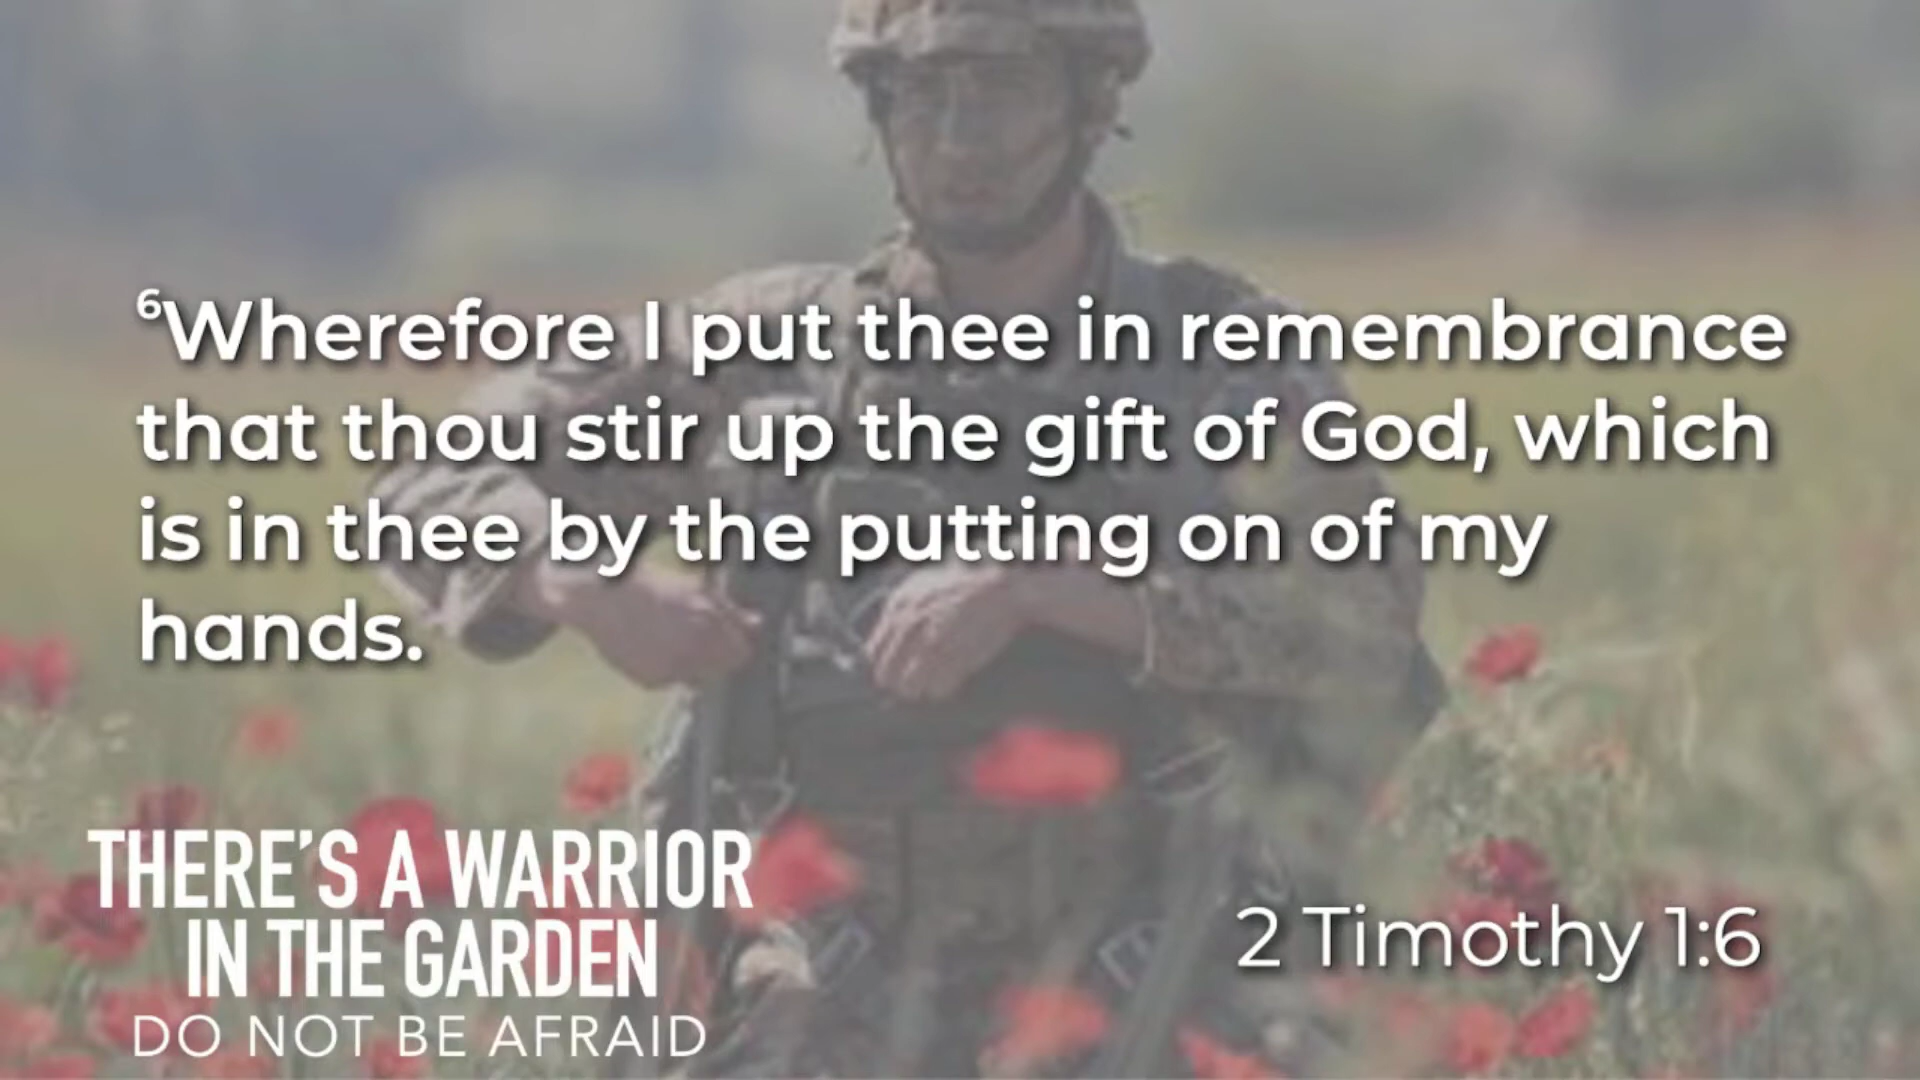 ⁶Wherefore I put thee in remembrance
that thou stir up the gift of God, which
is in thee by the putting on of my
hands.
THERE'S A WARRIOR
IN THE GARDEN
DO NOT BE AFRAID
2 Timothy 1:6